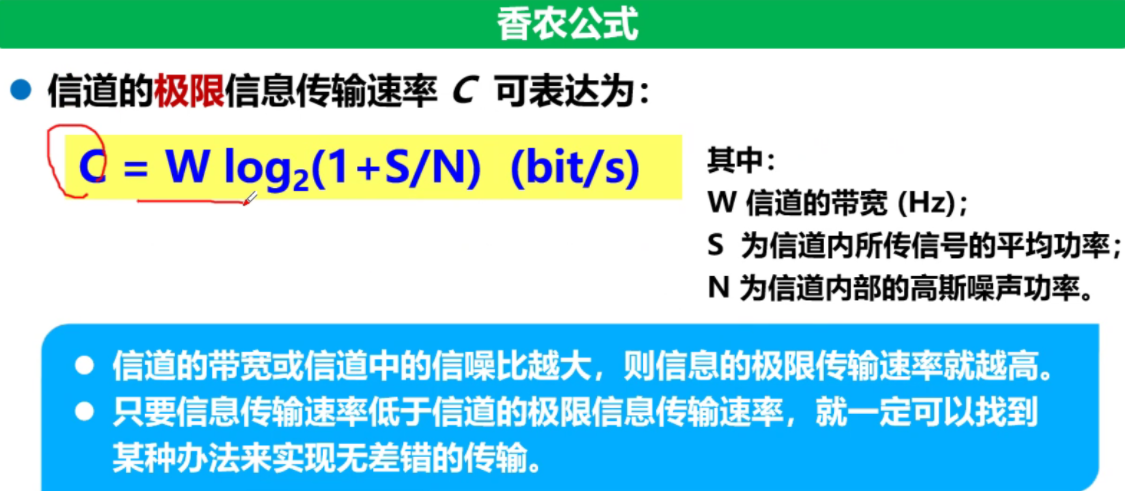 香农公式
信道的极限信息传输速率 C 可表达为：
C = W log₂(1+S/N) (bit/s)
其中：
W 信道的带宽 (Hz)；
S 为信道内所传信号的平均功率；
N 为信道内部的高斯噪声功率。
信道的带宽或信道中的信噪比越大，则信息的极限传输速率就越高。
只要信息传输速率低于信道的极限信息传输速率，就一定可以找到
某种办法来实现无差错的传输。